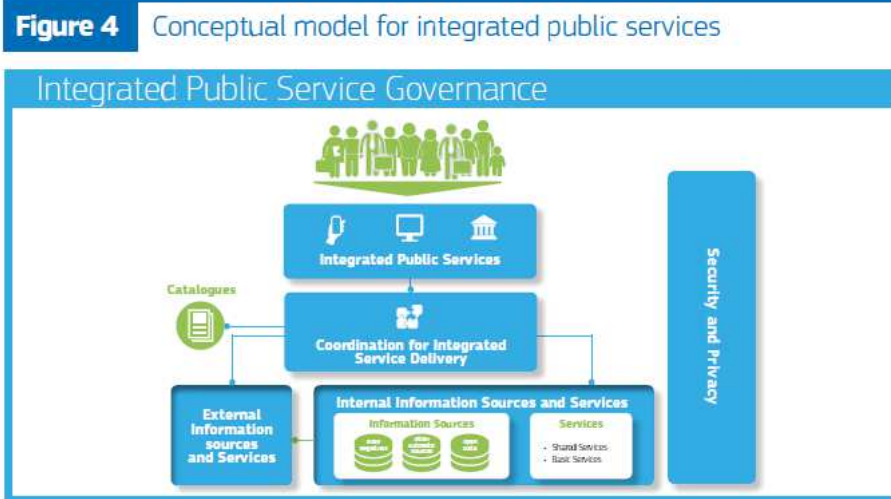 Figure 4 Conceptual model for integrated public services
Integrated Public Service Governance
Integrated Public Services
Catalogues
Coordination for Integrated
Service Delivery
Security and Privacy
External
Information
sources
and Services
Internal Information Sources and Services
Information Sources
open
data
Services
• Shared Services
• Basic Services